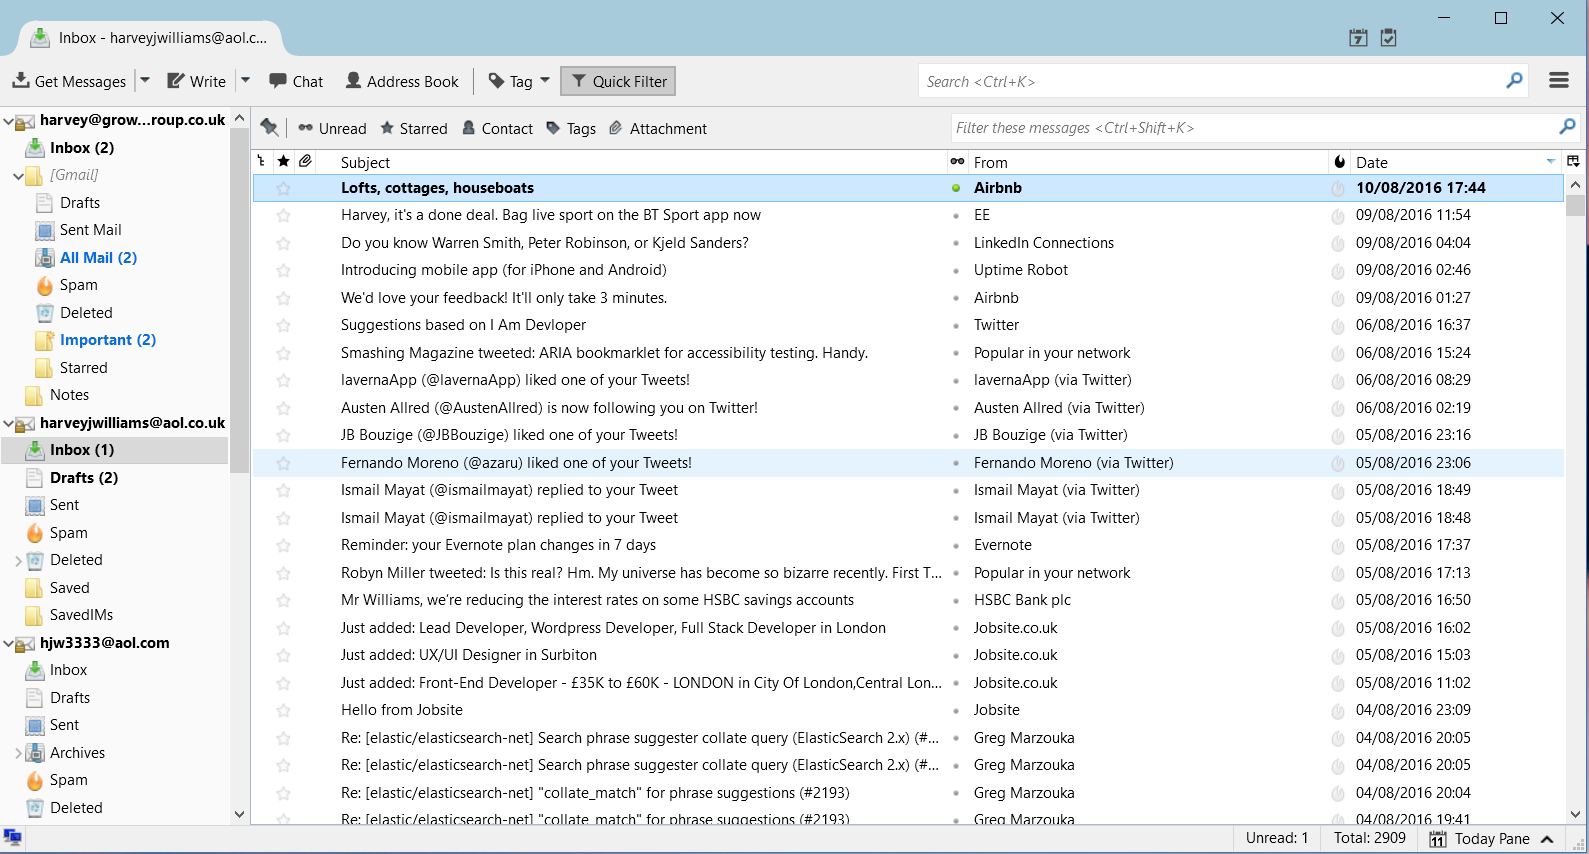 Inbox - harveyjwilliams@aol.c...
7
Get Messages Write Chat Address Book Tag Quick Filter Search <Ctrl+K>
harvey@grow...roup.co.uk
Inbox (2)
[Gmail]
Drafts
Sent Mail
All Mail (2)
Spam
Deleted
Important (2)
Starred
Notes
harveyjwilliams@aol.co.uk
Inbox (1)
Drafts (2)
Sent
Spam
Deleted
Saved
SavedIMs
hjw3333@aol.com
Inbox
Drafts
Sent
Archives
Spam
Deleted
Unread Starred Contact Tags Attachment Filter these messages <Ctrl+Shift+K>
Subject From Date
Lofts, cottages, houseboats Airbnb 10/08/2016 17:44
Harvey, it's a done deal. Bag live sport on the BT Sport app now EE 09/08/2016 11:54
Do you know Warren Smith, Peter Robinson, or Kjeld Sanders? LinkedIn Connections 09/08/2016 04:04
Introducing mobile app (for iPhone and Android) Uptime Robot 09/08/2016 02:46
We'd love your feedback! It'll only take 3 minutes. Airbnb 09/08/2016 01:27
Suggestions based on I Am Devloper Twitter 06/08/2016 16:37
Smashing Magazine tweeted: ARIA bookmarklet for accessibility testing. Handy. Popular in your network 06/08/2016 15:24
lavernaApp (@lavernaApp) liked one of your Tweets! lavernaApp (via Twitter) 06/08/2016 08:29
Austen Allred (@AustenAllred) is now following you on Twitter! Austen Allred (via Twitter) 06/08/2016 02:19
JB Bouzige (@JBBouzige) liked one of your Tweets! JB Bouzige (via Twitter) 05/08/2016 23:16
Fernando Moreno (@azaru) liked one of your Tweets! Fernando Moreno (via Twitter) 05/08/2016 23:06
Ismail Mayat (@ismailmayat) replied to your Tweet Ismail Mayat (via Twitter) 05/08/2016 18:49
Ismail Mayat (@ismailmayat) replied to your Tweet Ismail Mayat (via Twitter) 05/08/2016 18:48
Reminder: your Evernote plan changes in 7 days Evernote 05/08/2016 17:37
Robyn Miller tweeted: Is this real? Hm. My universe has become so bizarre recently. First T... Popular in your network 05/08/2016 17:13
Mr Williams, we’re reducing the interest rates on some HSBC savings accounts HSBC Bank plc 05/08/2016 16:50
Just added: Lead Developer, Wordpress Developer, Full Stack Developer in London Jobsite.co.uk 05/08/2016 16:02
Just added: UX/UI Designer in Surbiton Jobsite.co.uk 05/08/2016 15:03
Just added: Front-End Developer - £35K to £60K - LONDON in City Of London,Central Lon... Jobsite.co.uk 05/08/2016 11:02
Hello from Jobsite Jobsite 04/08/2016 23:09
Re: [elastic/elasticsearch-net] Search phrase suggester collate query (ElasticSearch 2.x) (#... Greg Marzouka 04/08/2016 20:05
Re: [elastic/elasticsearch-net] Search phrase suggester collate query (ElasticSearch 2.x) (#... Greg Marzouka 04/08/2016 20:05
Re: [elastic/elasticsearch-net] "collate_match" for phrase suggestions (#2193) Greg Marzouka 04/08/2016 20:04
Re: [elastic/elasticsearch-net] "collate_match" for phrase suggestions (#2193) Greg Marzouka 04/08/2016 19:41
Unread: 1 Total: 2909 11 Today Pane